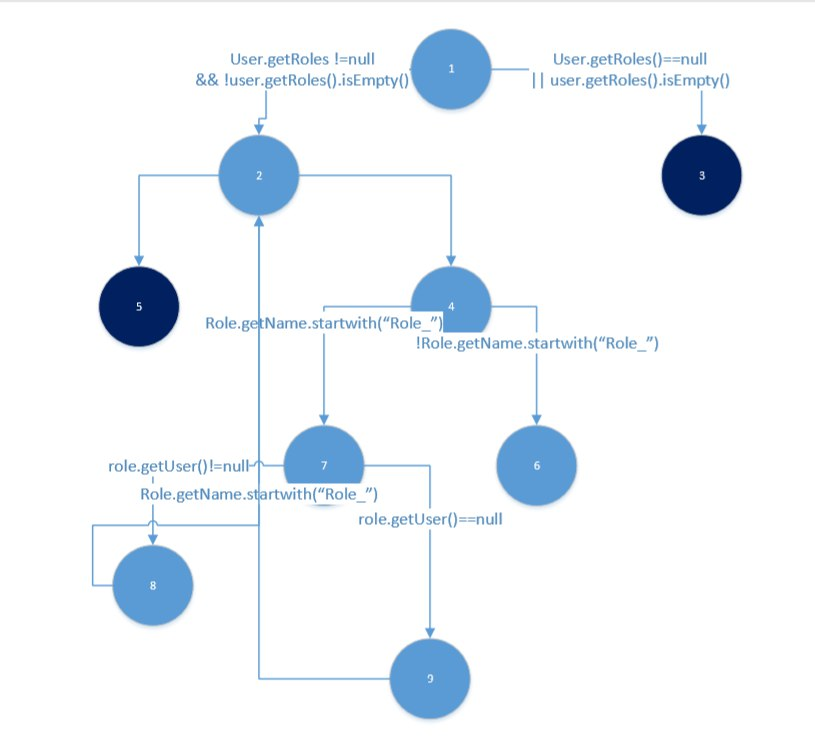 User.getRoles !=null
&& !user.getRoles().isEmpty()
1
User.getRoles()==null
|| user.getRoles().isEmpty()
2
3
5
4
Role.getName.startwith(“Role_”)
!Role.getName.startwith(“Role_”)
role.getUser()!=null
7
6
Role.getName.startwith(“Role_”)
role.getUser()==null
8
9